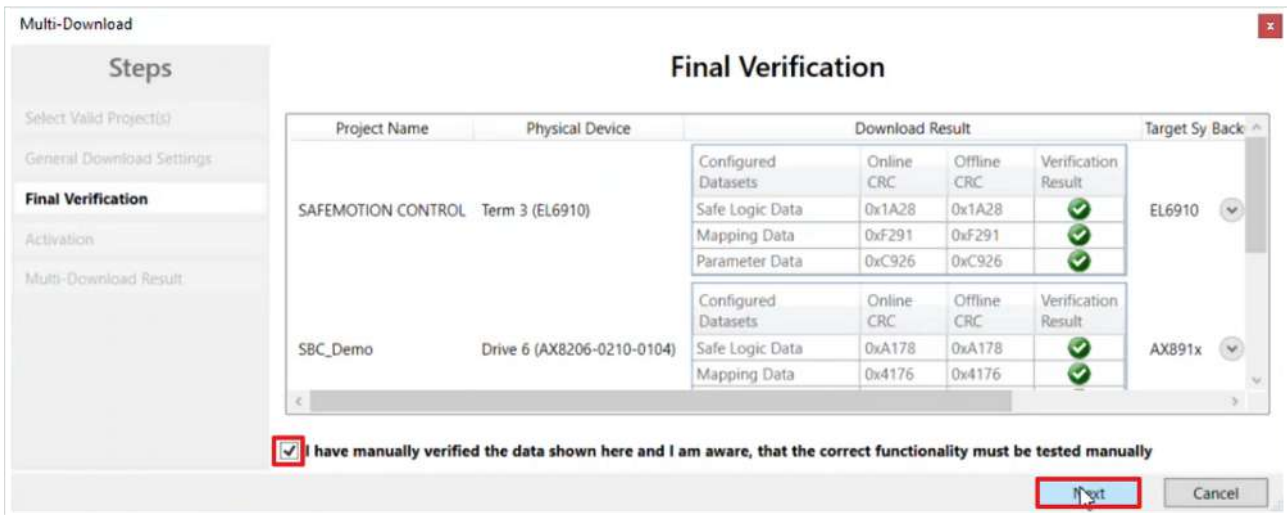 Multi-Download
x
Steps
Final Verification
Select Valid Project(s)
General Download Settings
Final Verification
Activation
Multi-Download Result
Project Name Physical Device Download Result Target Sy Back
Configured Datasets Online CRC Offline CRC Verification Result
SAFEMOTION CONTROL Term 3 (EL6910) Safe Logic Data 0x1A28 0x1A28 EL6910
Mapping Data 0xF291 0xF291
Parameter Data 0xC926 0xC926
Configured Datasets Online CRC Offline CRC Verification Result
SBC_Demo Drive 6 (AX8206-0210-0104) Safe Logic Data 0xA178 0xA178 AX891x
Mapping Data 0x4176 0x4176
I have manually verified the data shown here and I am aware, that the correct functionality must be tested manually
Next Cancel